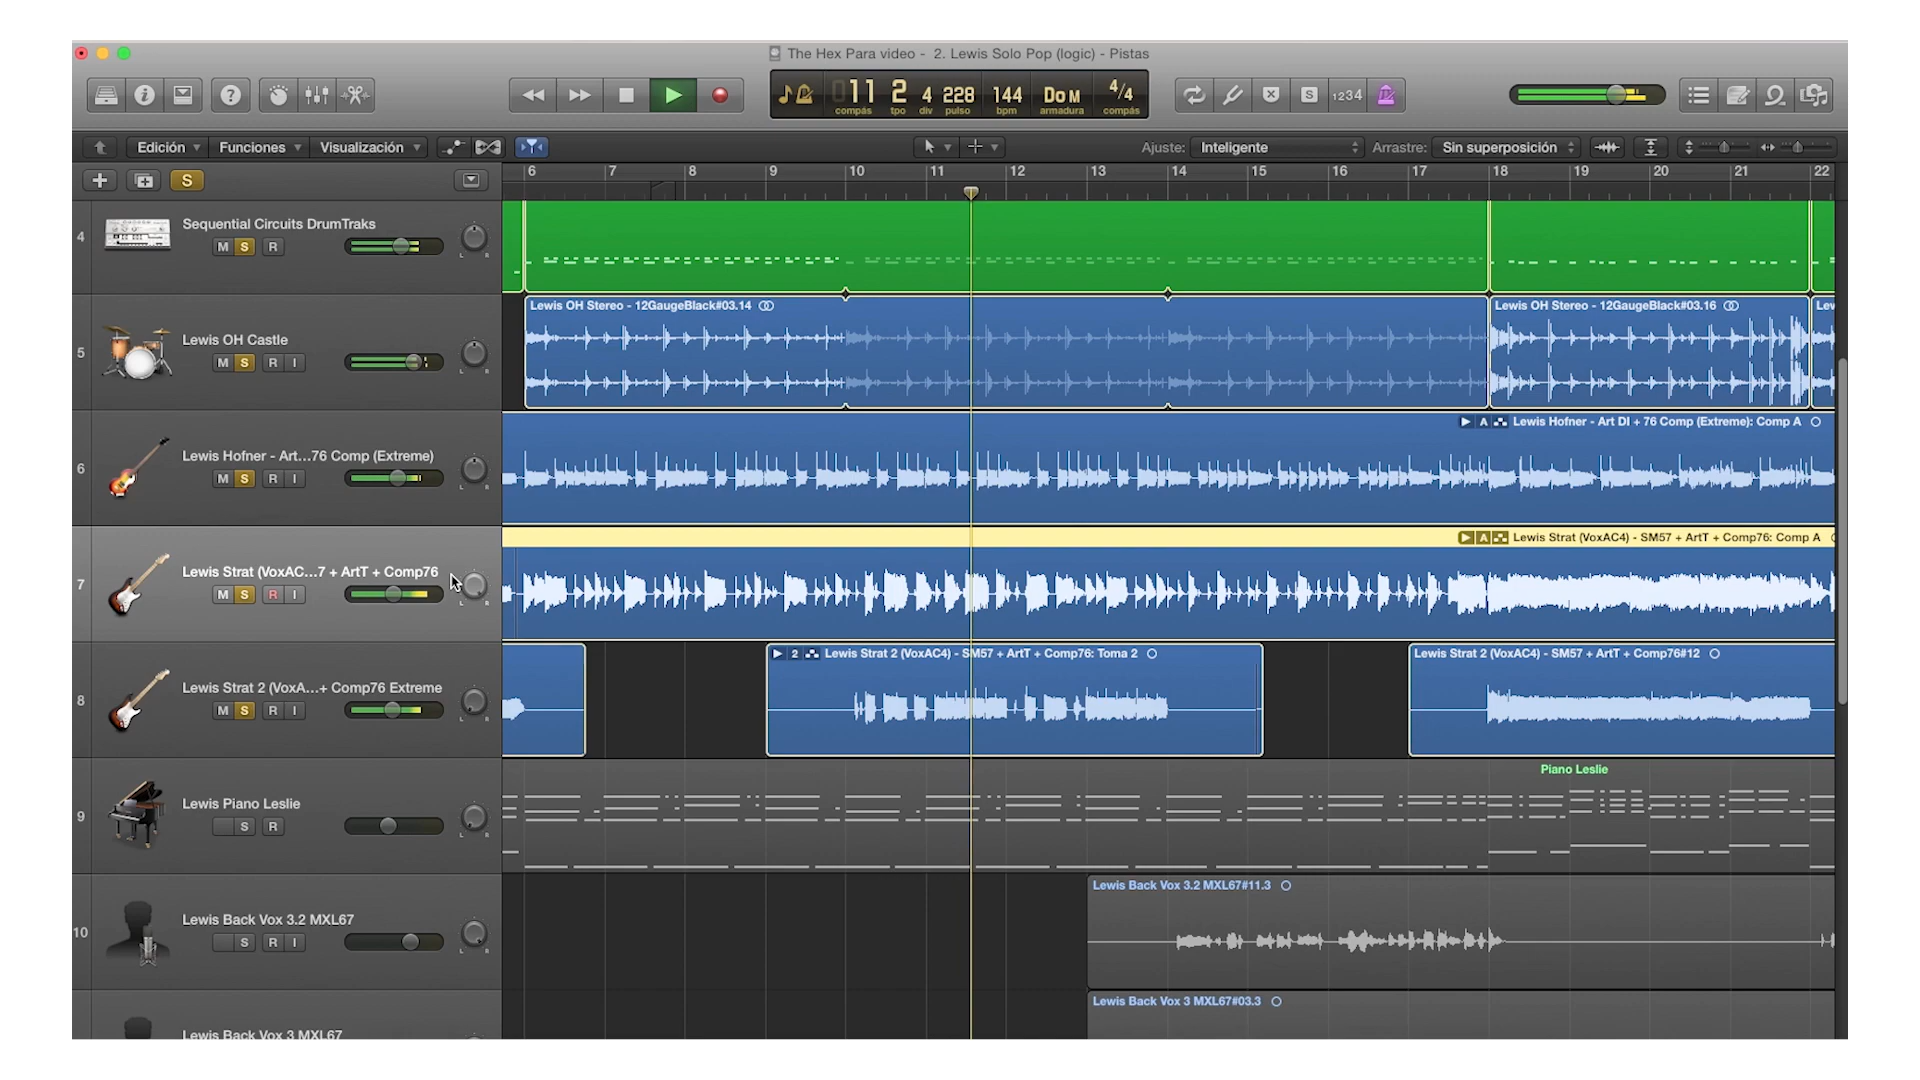 The Hex Para video - 2. Lewis Solo Pop (logic) - Pistas
11 2 4 228 144 Do M 4/4
compás tpo div pulso bpm armadura compás
S 1234
Edición Funciones Visualización Ajuste: Inteligente Arrastre: Sin superposición
S
6 7 8 9 10 11 12 13 14 15 16 17 18 19 20 21 22
4 Sequential Circuits DrumTraks
M S R
L R
Lewis OH Stereo - 12GaugeBlack#03.14 Lewis OH Stereo - 12GaugeBlack#03.16 Lew
5 Lewis OH Castle
M S R I
L R
A Lewis Hofner - Art DI + 76 Comp (Extreme): Comp A
6 Lewis Hofner - Art...76 Comp (Extreme)
M S R I
L R
A Lewis Strat (VoxAC4) - SM57 + ArtT + Comp76: Comp A
7 Lewis Strat (VoxAC...7 + ArtT + Comp76
M S R I
L R
2 Lewis Strat 2 (VoxAC4) - SM57 + ArtT + Comp76: Toma 2 Lewis Strat 2 (VoxAC4) - SM57 + ArtT + Comp76#12
8 Lewis Strat 2 (VoxA...+ Comp76 Extreme
M S R I
L R
Piano Leslie
9 Lewis Piano Leslie
S R
L R
Lewis Back Vox 3.2 MXL67#11.3
10 Lewis Back Vox 3.2 MXL67
S R I
L R
Lewis Back Vox 3 MXL67#03.3
Lewis Back Vox 3 MXL67